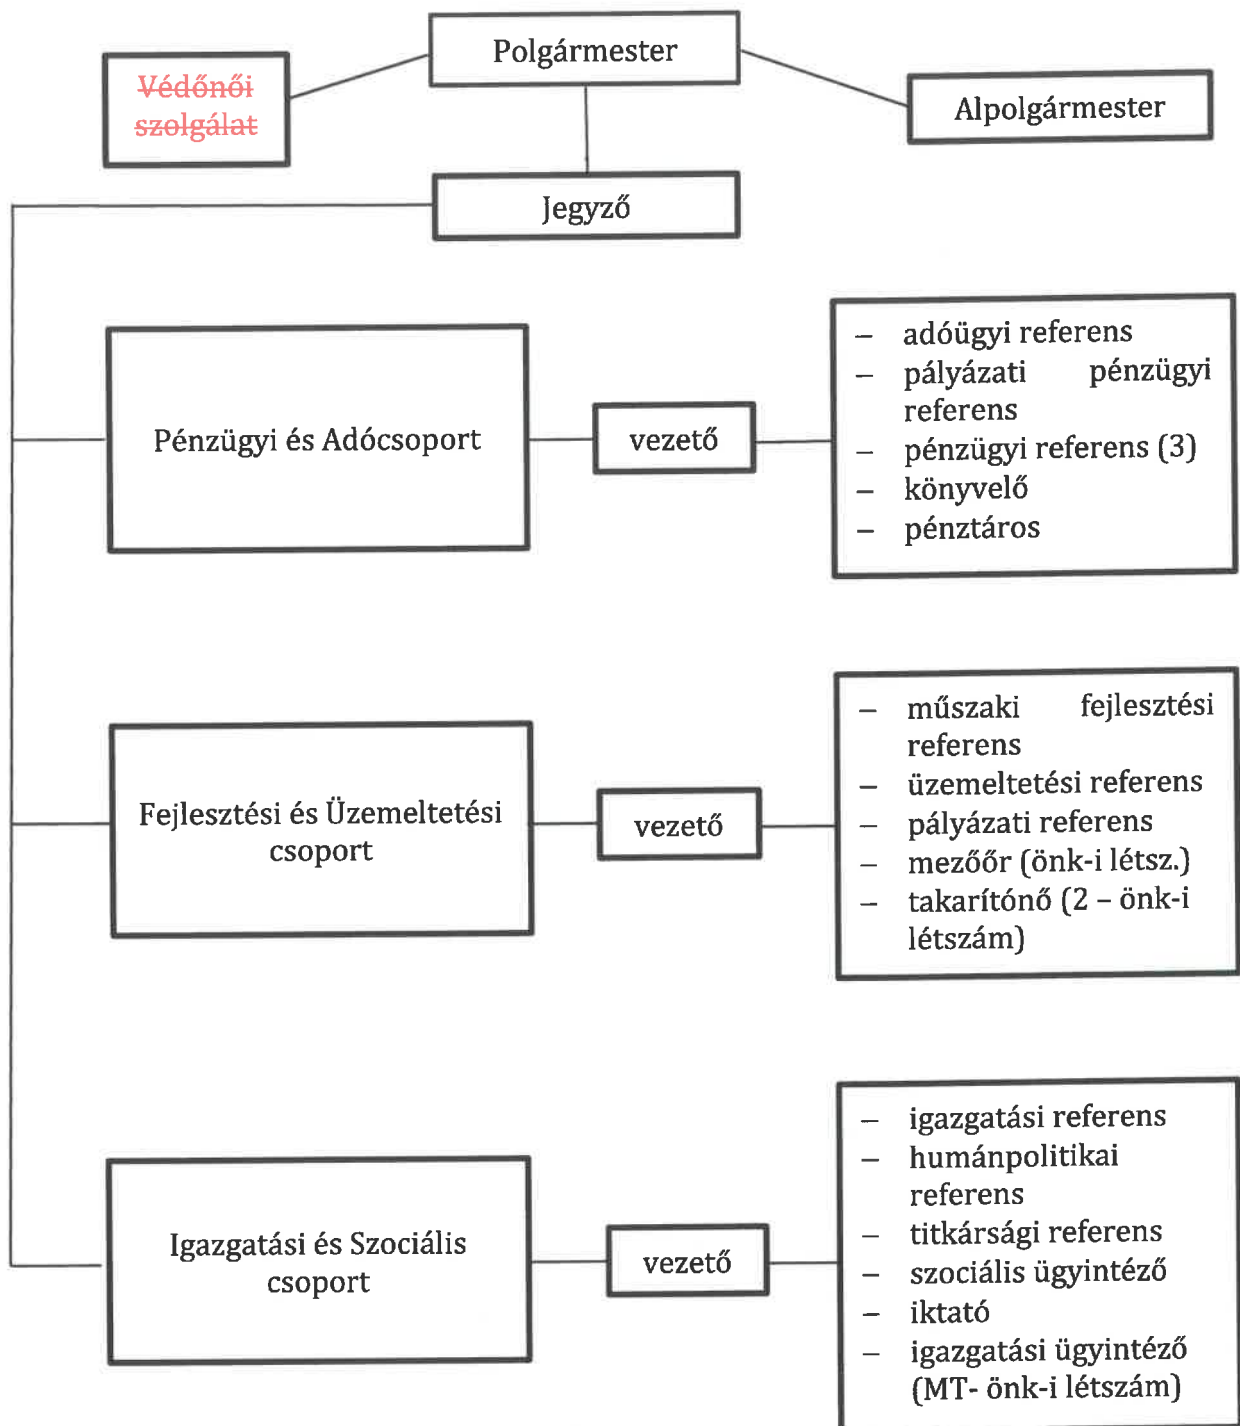 Polgármester
Védőnői
szolgálat
Alpolgármester
Jegyző
Pénzügyi és Adócsoport
vezető
– adóügyi referens
– pályázati pénzügyi
referens
– pénzügyi referens (3)
– könyvelő
– pénztáros
Fejlesztési és Üzemeltetési
csoport
vezető
– műszaki fejlesztési
referens
– üzemeltetési referens
– pályázati referens
– mezőőr (önk-i létsz.)
– takarítónő (2 – önk-i
létszám)
Igazgatási és Szociális
csoport
vezető
– igazgatási referens
– humánpolitikai
referens
– titkársági referens
– szociális ügyintéző
– iktató
– igazgatási ügyintéző
(MT- önk-i létszám)